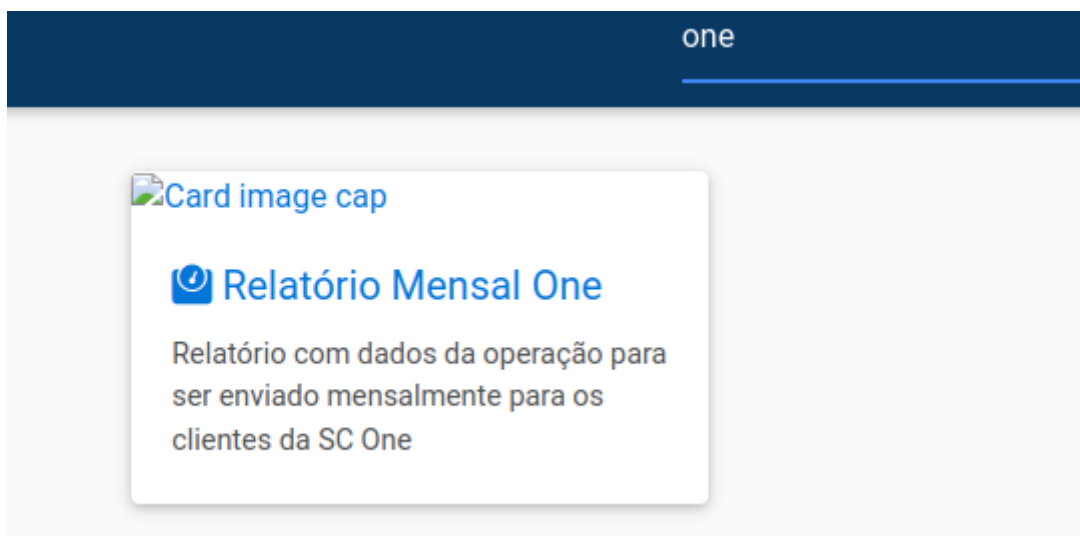 one
Card image cap
Relatório Mensal One
Relatório com dados da operação para
ser enviado mensalmente para os
clientes da SC One